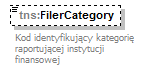 tns:FilerCategory
Kod identyfikujący kategorię
raportującej instytucji
finansowej